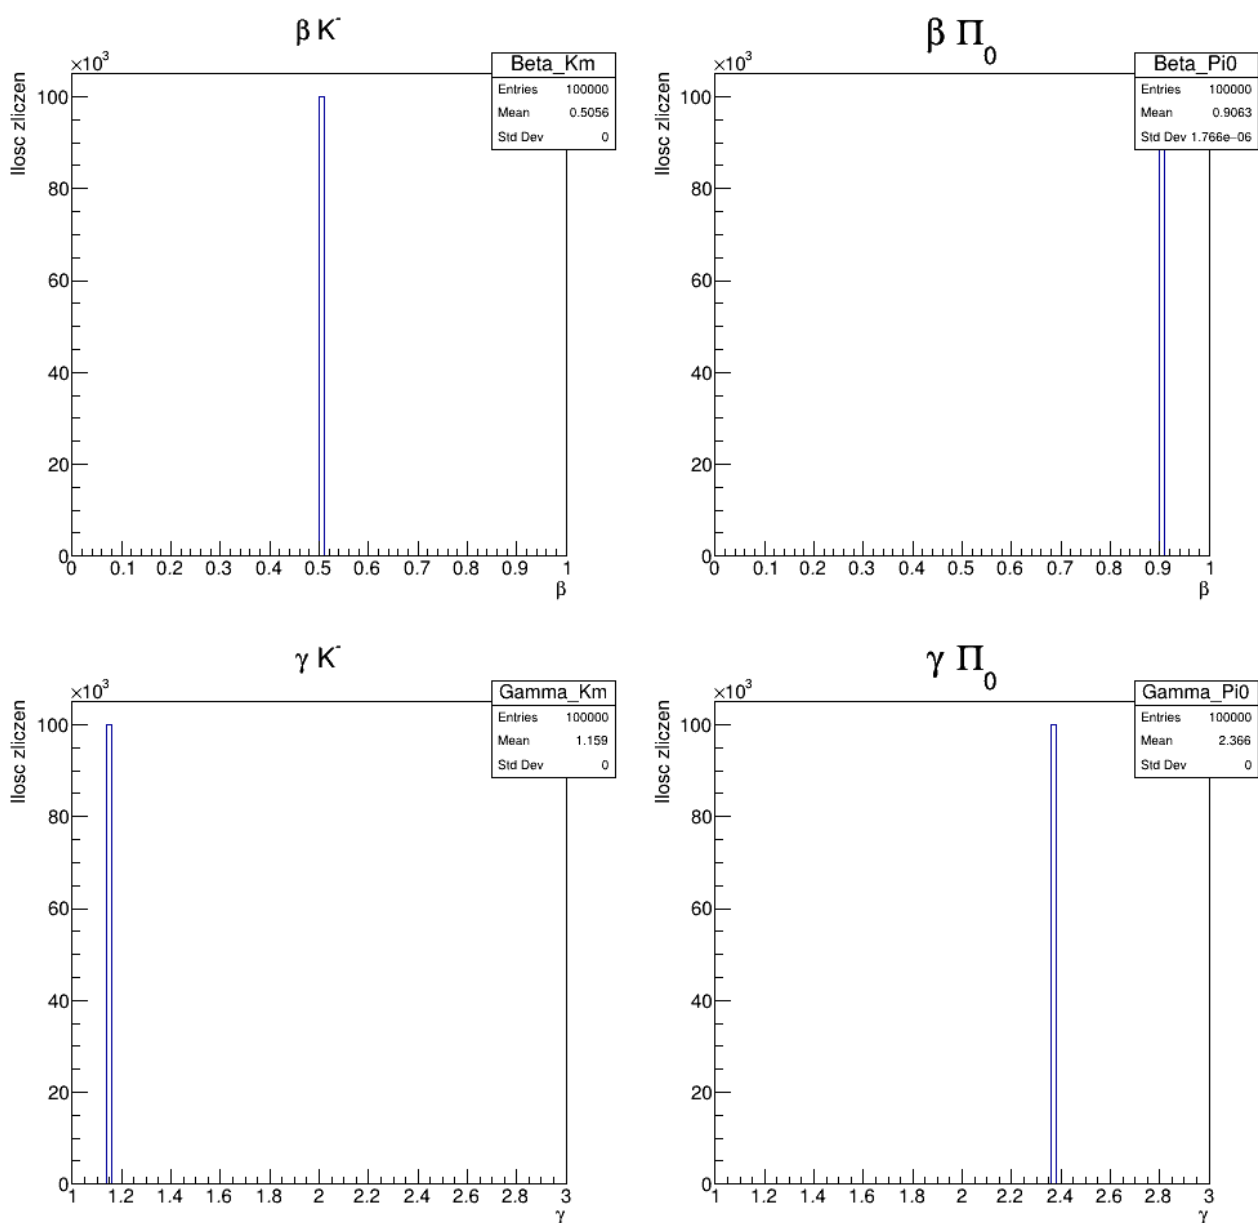 β K⁻
×10³
Ilosc zliczen
Beta_Km
Entries 100000
Mean 0.5056
Std Dev 0
100
80
60
40
20
0
0 0.1 0.2 0.3 0.4 0.5 0.6 0.7 0.8 0.9 1
β
β Π₀
×10³
Ilosc zliczen
Beta_Pi0
Entries 100000
Mean 0.9063
Std Dev 1.766e−06
100
80
60
40
20
0
0 0.1 0.2 0.3 0.4 0.5 0.6 0.7 0.8 0.9 1
β
γ K⁻
×10³
Ilosc zliczen
Gamma_Km
Entries 100000
Mean 1.159
Std Dev 0
100
80
60
40
20
0
1 1.2 1.4 1.6 1.8 2 2.2 2.4 2.6 2.8 3
γ
γ Π₀
×10³
Ilosc zliczen
Gamma_Pi0
Entries 100000
Mean 2.366
Std Dev 0
100
80
60
40
20
0
1 1.2 1.4 1.6 1.8 2 2.2 2.4 2.6 2.8 3
γ